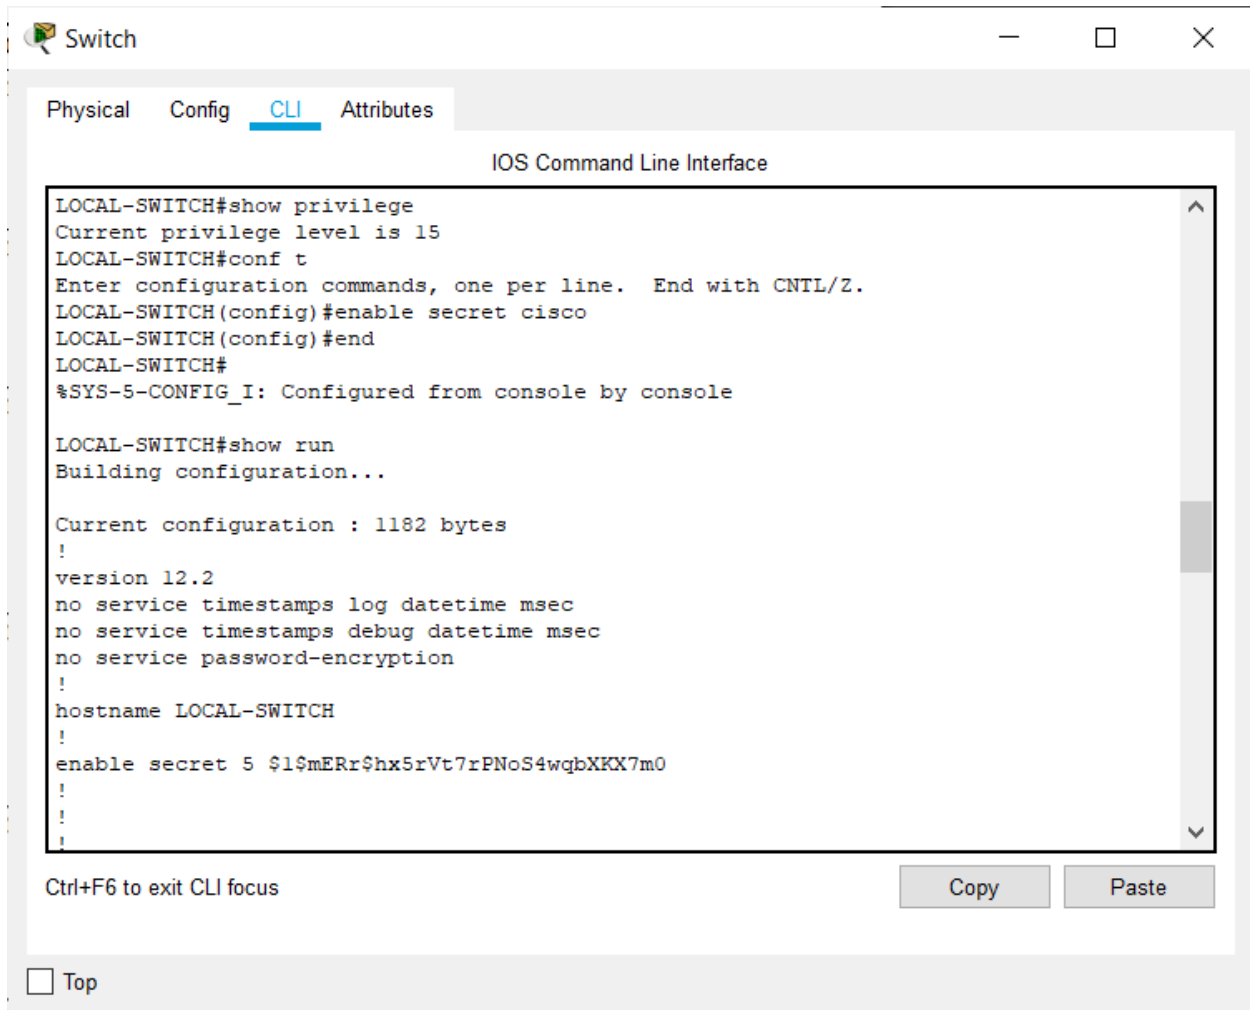 Switch
Physical Config CLI Attributes
IOS Command Line Interface
LOCAL-SWITCH#show privilege
Current privilege level is 15
LOCAL-SWITCH#conf t
Enter configuration commands, one per line.  End with CNTL/Z.
LOCAL-SWITCH(config)#enable secret cisco
LOCAL-SWITCH(config)#end
LOCAL-SWITCH#
%SYS-5-CONFIG_I: Configured from console by console
LOCAL-SWITCH#show run
Building configuration...
Current configuration : 1182 bytes
!
version 12.2
no service timestamps log datetime msec
no service timestamps debug datetime msec
no service password-encryption
!
hostname LOCAL-SWITCH
!
enable secret 5 $1$mERr$hx5rVt7rPNoS4wqbXKX7m0
!
!
!
Ctrl+F6 to exit CLI focus
Copy Paste
Top